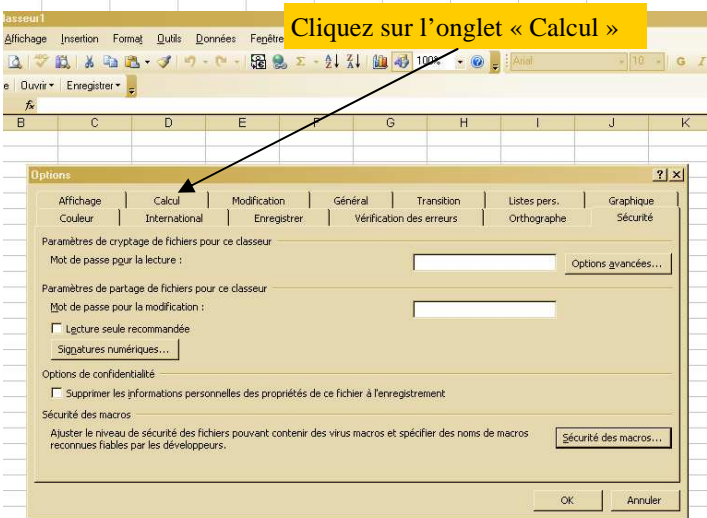 lasseur1
Cliquez sur l’onglet « Calcul »
Affichage Insertion Format Outils Données Fenêtre
100% Arial 10 G I
Ouvrir Enregistrer
fx
B C D E F G H I J K
Options
Affichage Calcul Modification Général Transition Listes pers. Graphique
Couleur International Enregistrer Vérification des erreurs Orthographe Sécurité
Paramètres de cryptage de fichiers pour ce classeur
Mot de passe pour la lecture : Options avancées...
Paramètres de partage de fichiers pour ce classeur
Mot de passe pour la modification :
Lecture seule recommandée
Signatures numériques...
Options de confidentialité
Supprimer les informations personnelles des propriétés de ce fichier à l'enregistrement
Sécurité des macros
Ajuster le niveau de sécurité des fichiers pouvant contenir des virus macros et spécifier des noms de macros
reconnues fiables par les développeurs.
Sécurité des macros...
OK Annuler